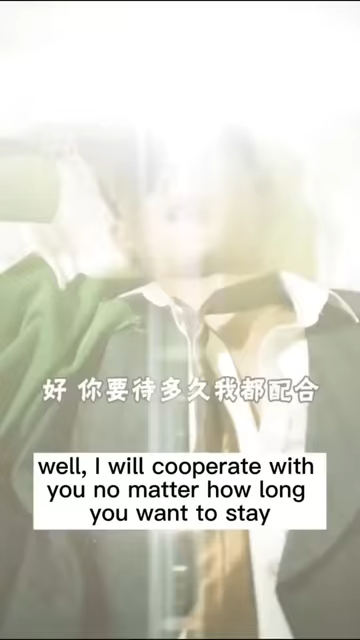 好 你要待多久我都配合
well, I will cooperate with
you no matter how long
you want to stay